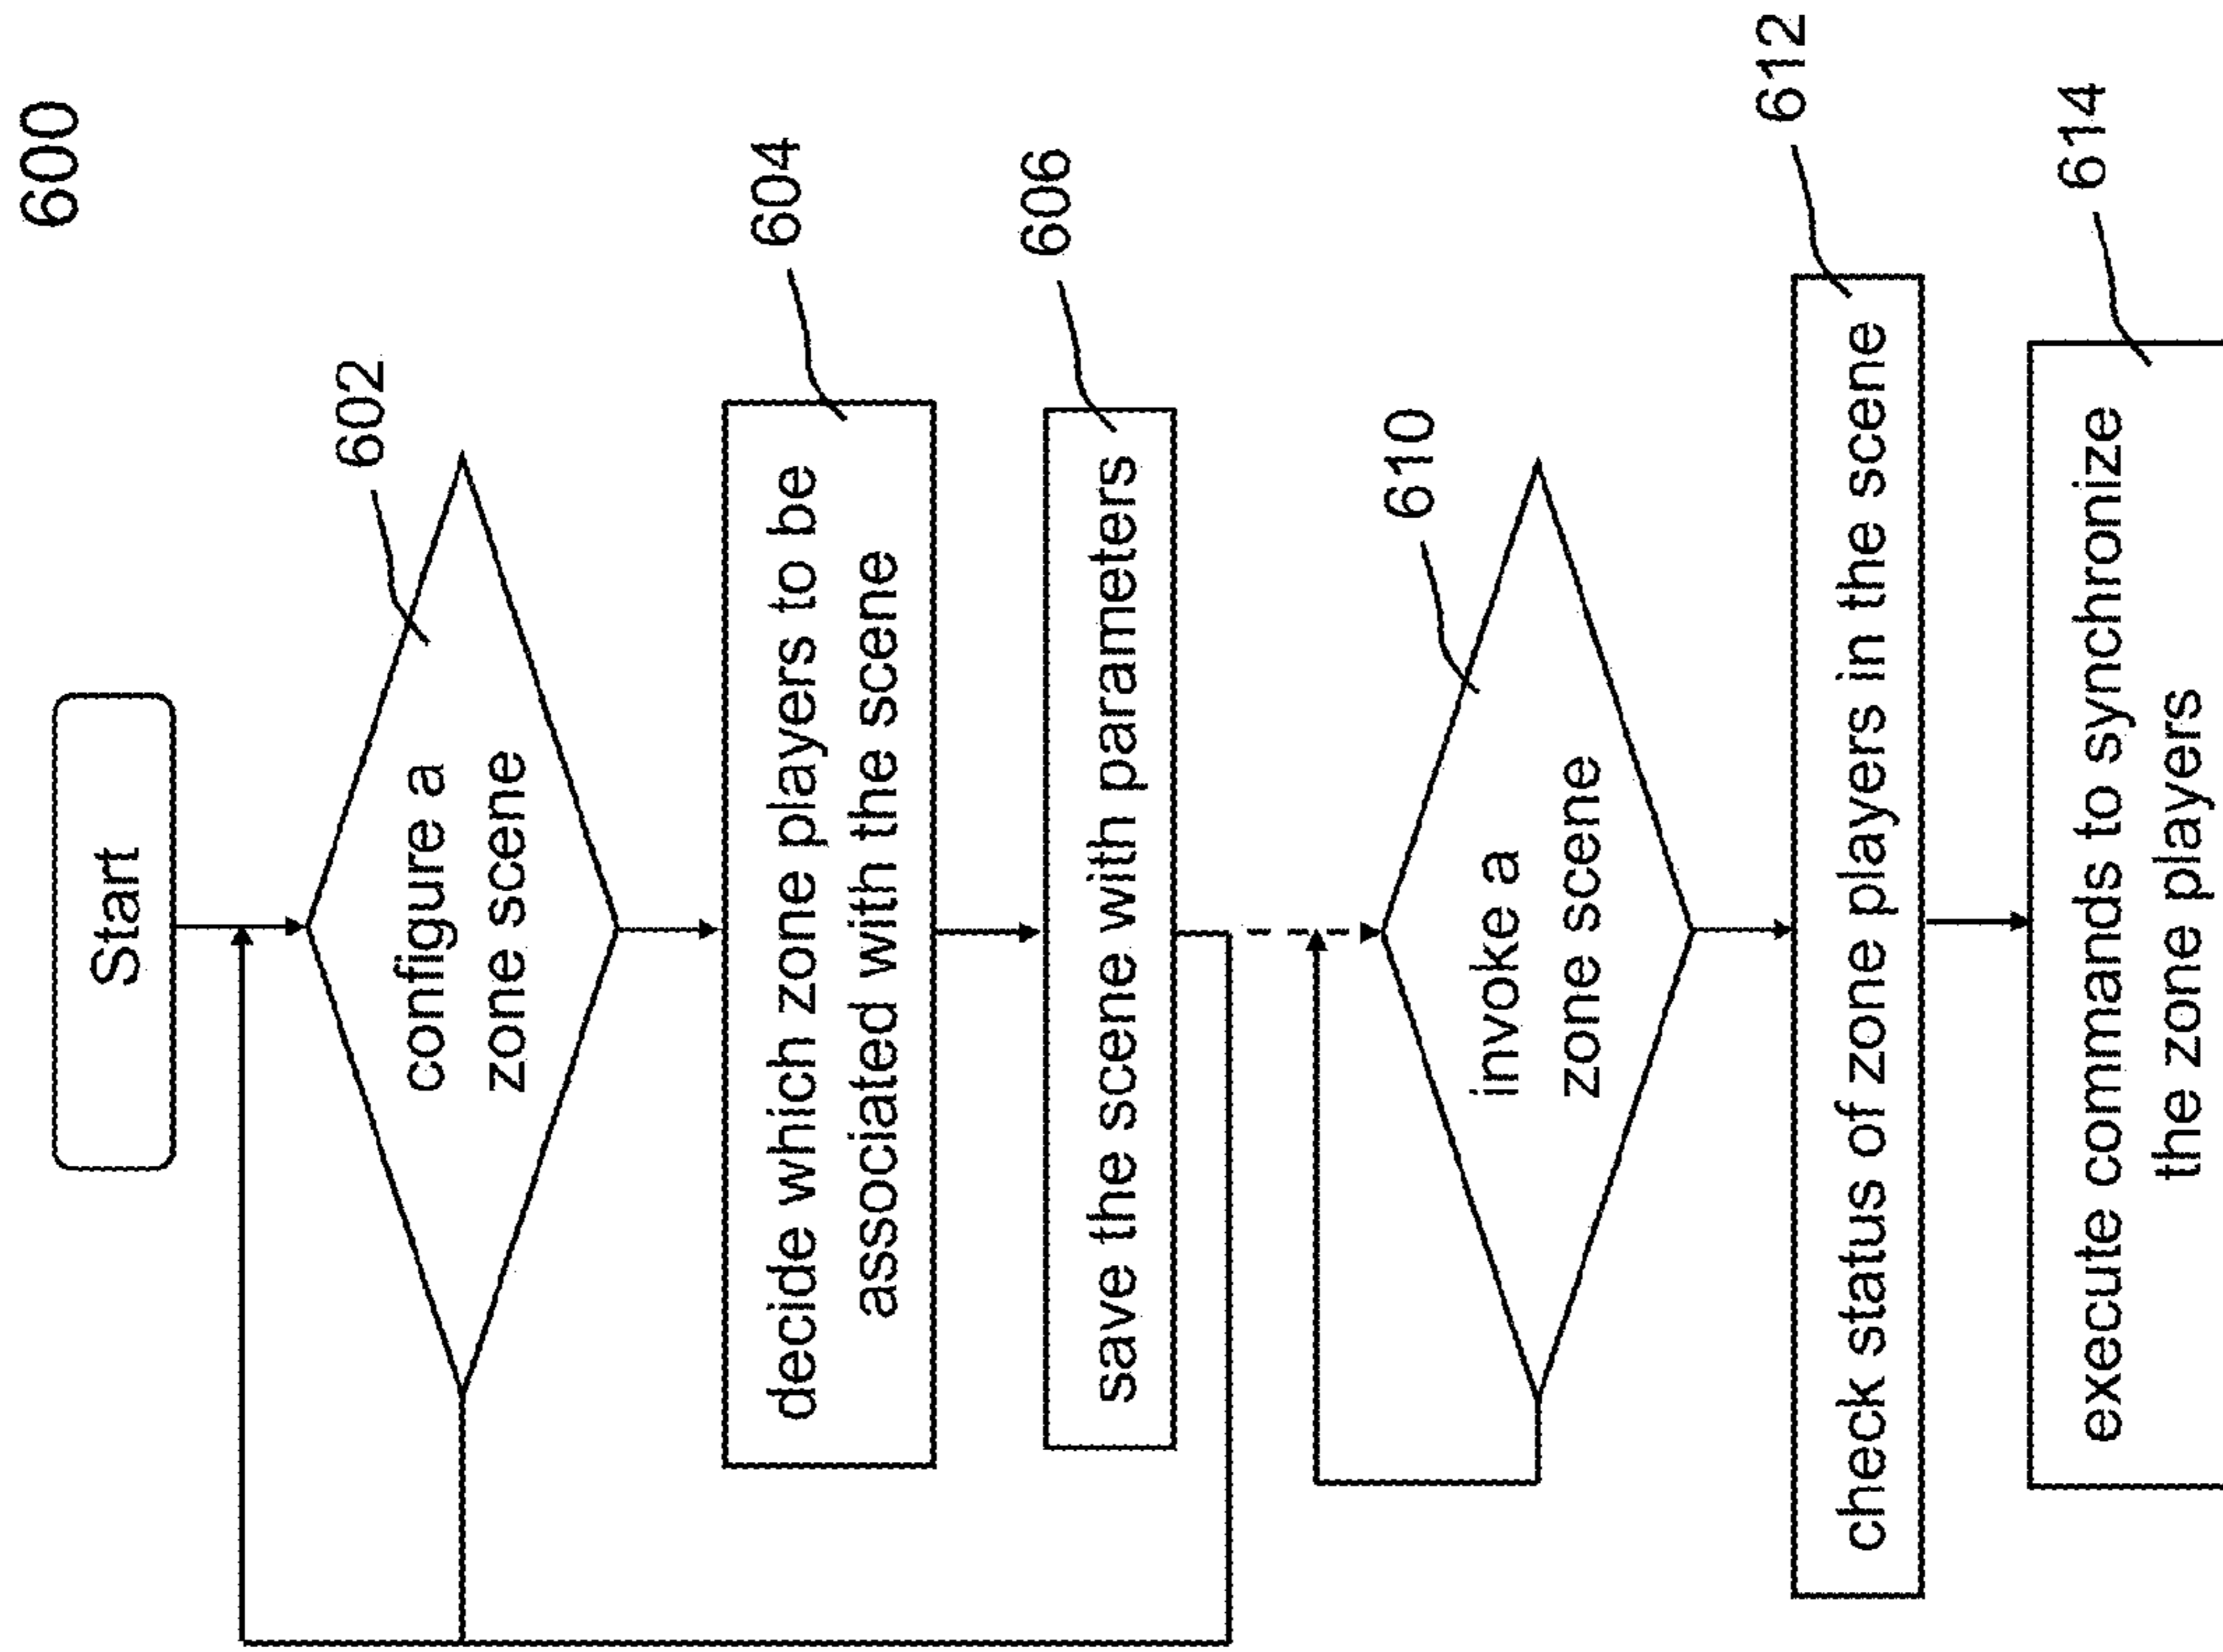 600
Start
602
configure a
zone scene
604
decide which zone players to be
associated with the scene
606
save the scene with parameters
610
invoke a
zone scene
612
check status of zone players in the scene
614
execute commands to synchronize
the zone players